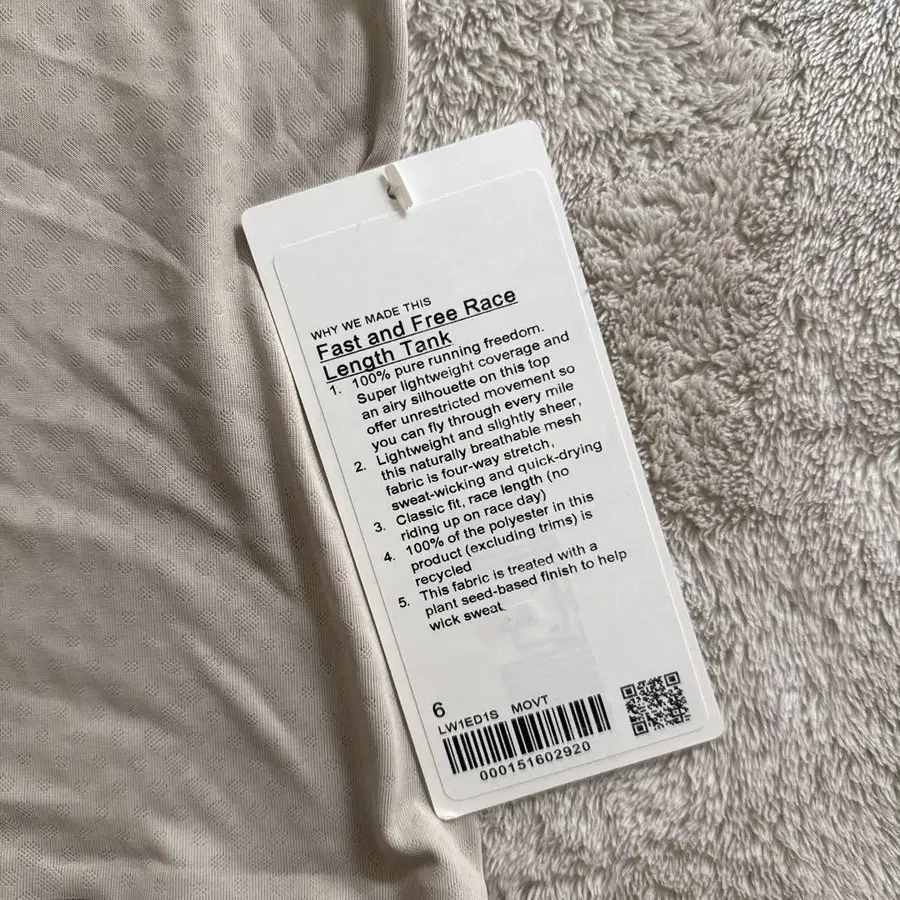 WHY WE MADE THIS
Fast and Free Race
Length Tank
1. 100% pure running freedom.
Super lightweight coverage and
an airy silhouette on this top
offer unrestricted movement so
you can fly through every mile
2. Lightweight and slightly sheer,
this naturally breathable mesh
fabric is four-way stretch,
sweat-wicking and quick-drying
3. Classic fit, race length (no
riding up on race day)
4. 100% of the polyester in this
product (excluding trims) is
recycled
5. This fabric is treated with a
plant seed-based finish to help
wick sweat.
6
LW1ED1S MOVT
000151602920